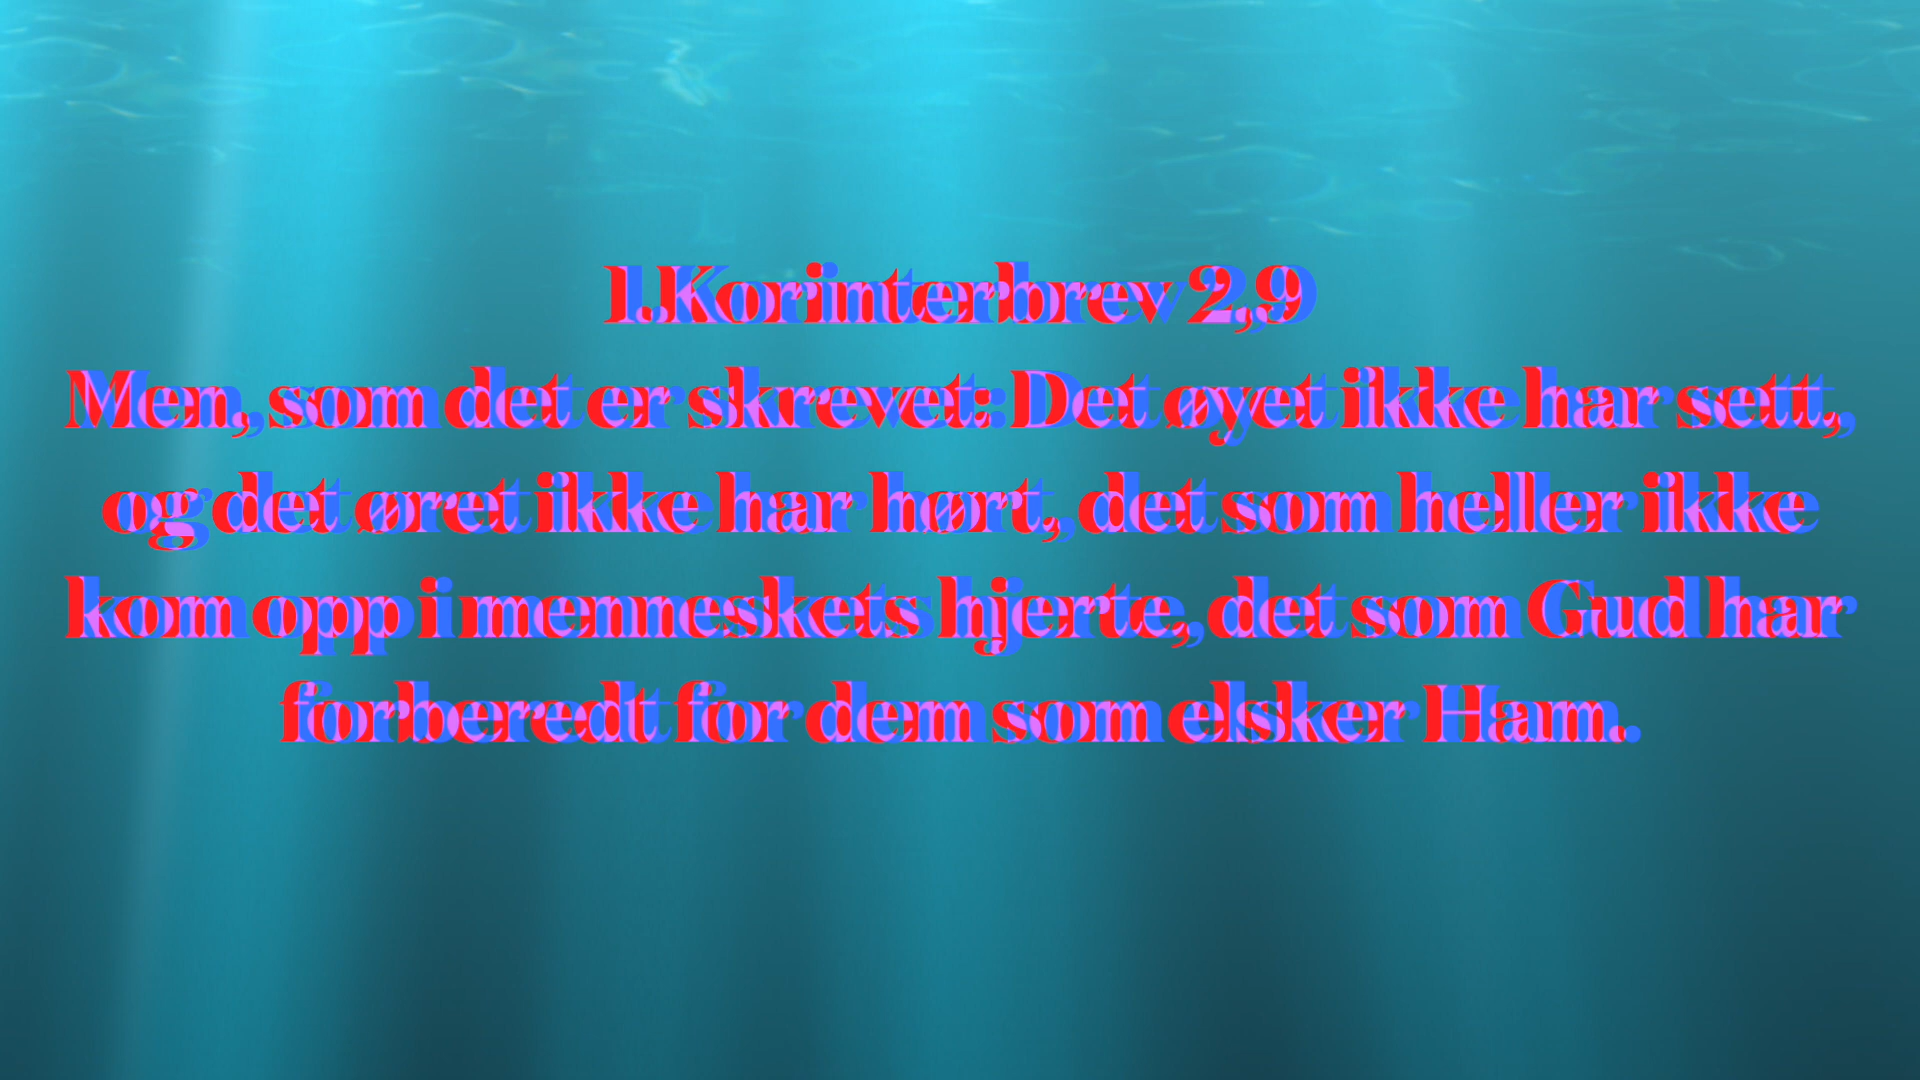 1.Korinterbrev 2,9
Men, som det er skrevet: Det øyet ikke har sett,
og det øret ikke har hørt, det som heller ikke
kom opp i menneskets hjerte, det som Gud har
forberedt for dem som elsker Ham.